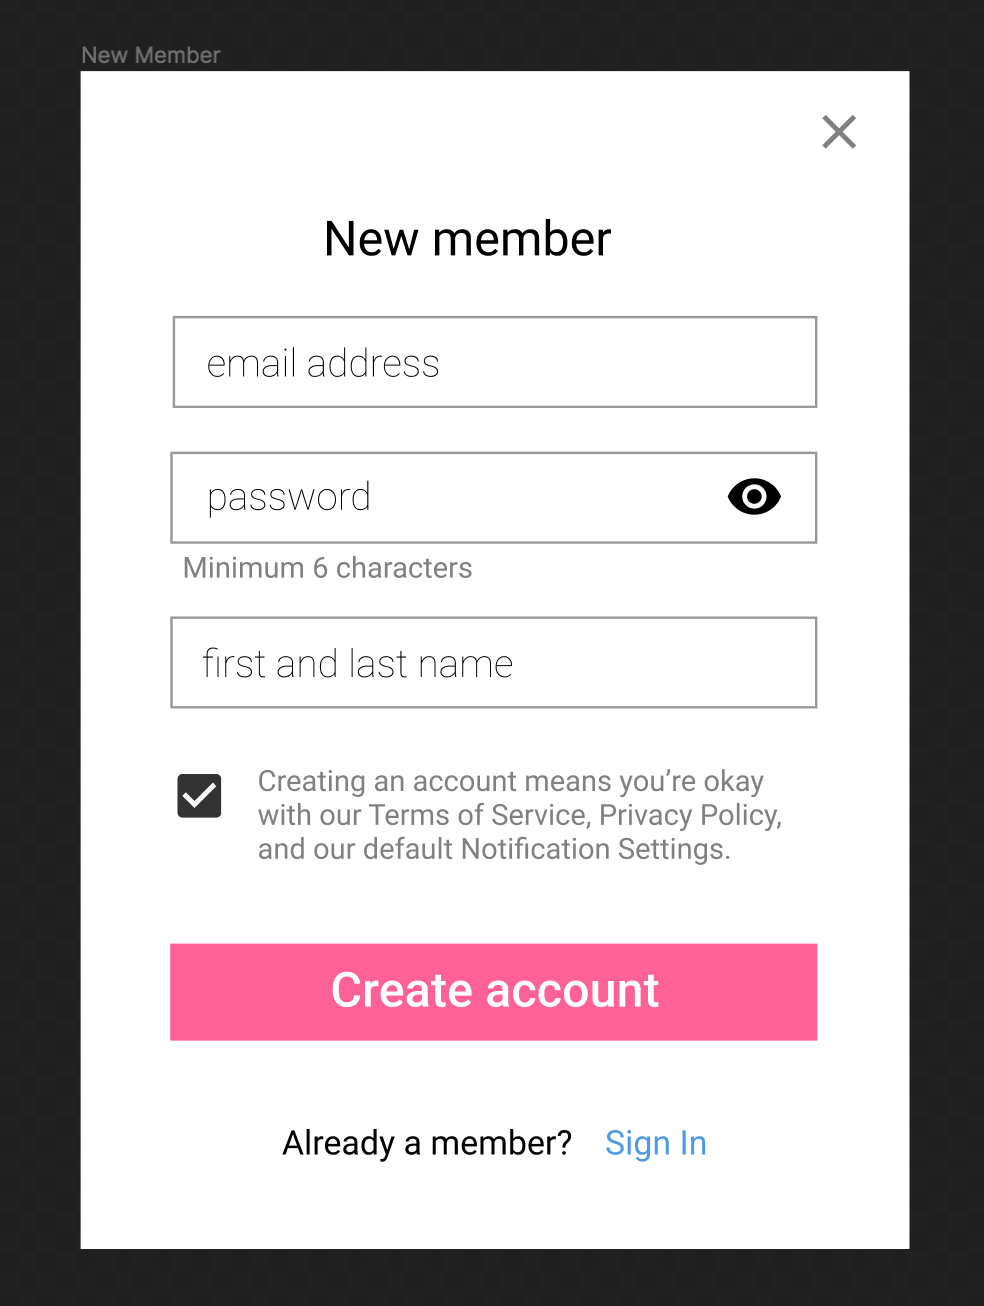 New Member
New member
email address
password
Minimum 6 characters
first and last name
Creating an account means you’re okay
with our Terms of Service, Privacy Policy,
and our default Notification Settings.
Create account
Already a member? Sign In